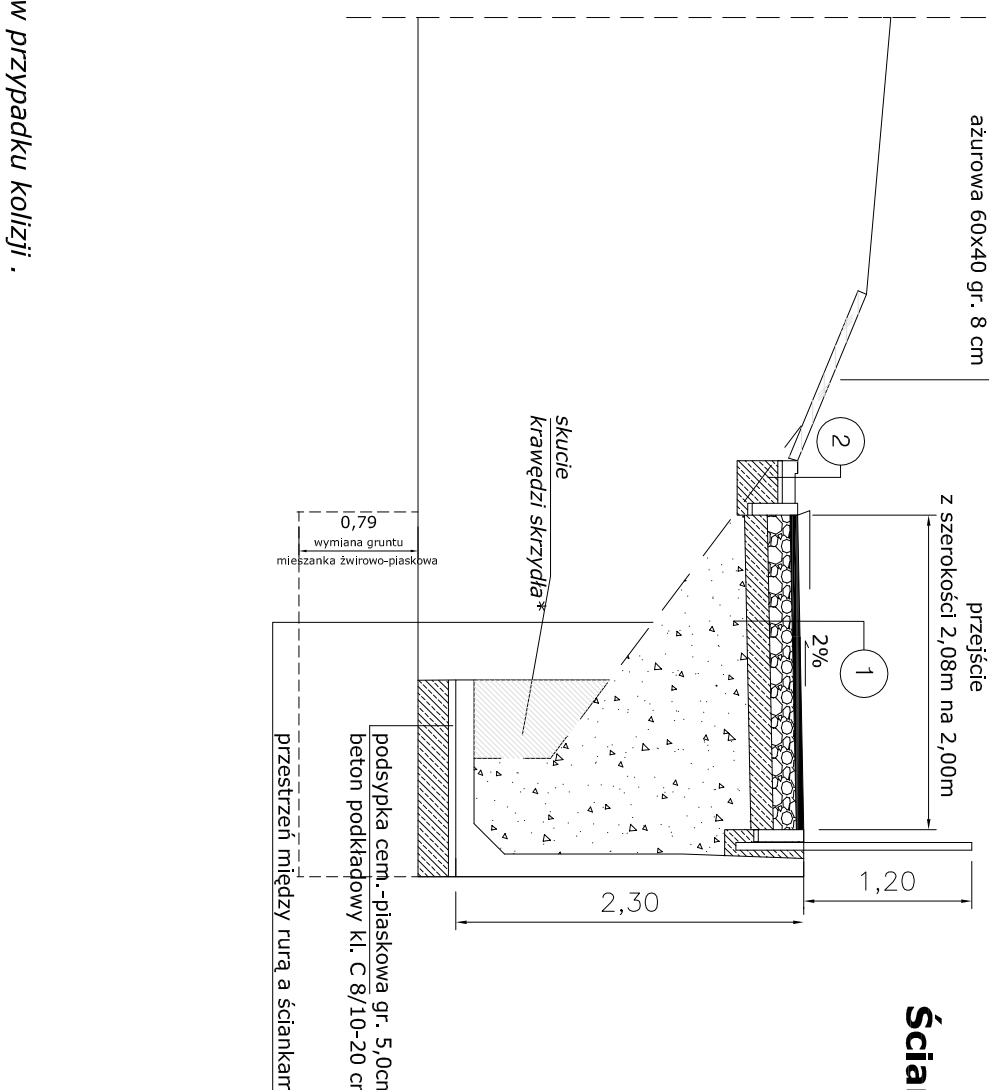 w przypadku kolizji .
ażurowa 60x40 gr. 8 cm
2
przejście
z szerokości 2,08m na 2,00m
skucie
krawędzi skrzydła*
0,79
wymiana gruntu
mieszanka żwirowo-piaskowa
2%
1
1,20
2,30
podsypka cem.-piaskowa gr. 5,0cm
beton podkładowy kl. C 8/10-20 cm
przestrzeń między rurą a ściankam
Ścia